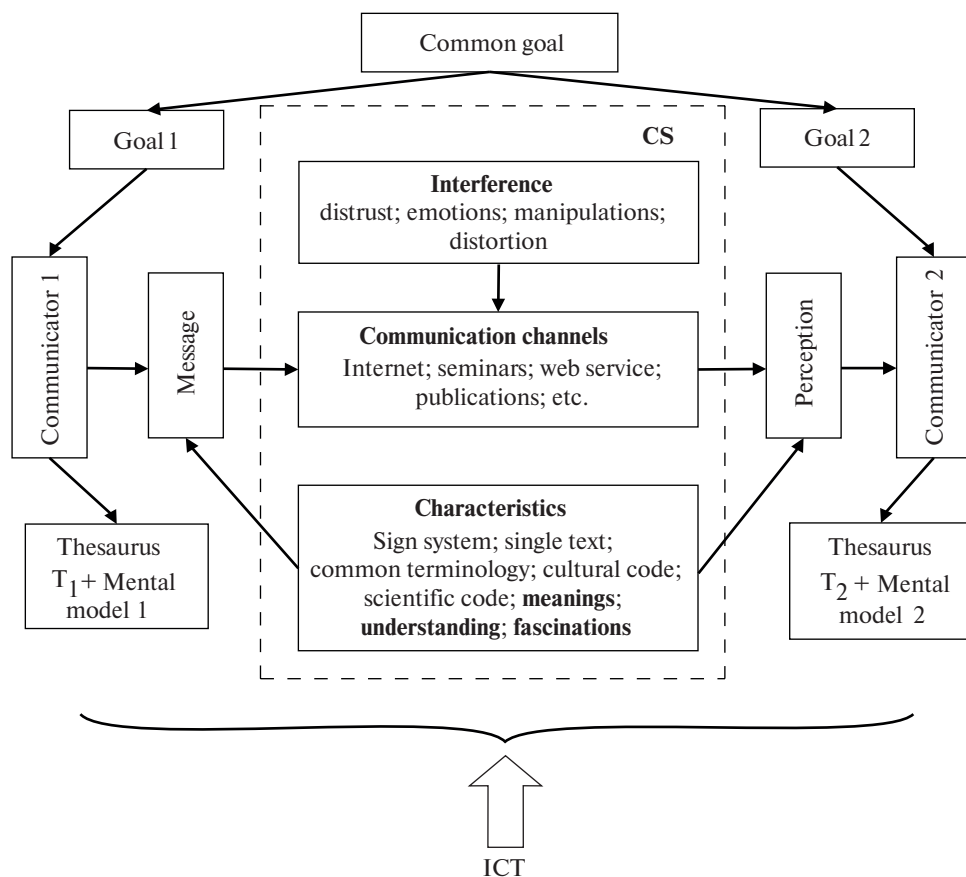 Common goal
Goal 1
CS
Goal 2
Interference
distrust; emotions; manipulations;
distortion
Communicator 1
Message
Communication channels
Internet; seminars; web service;
publications; etc.
Perception
Communicator 2
Characteristics
Sign system; single text;
common terminology; cultural code;
scientific code; meanings;
understanding; fascinations
Thesaurus
T1 + Mental
model 1
Thesaurus
T2 + Mental
model 2
ICT